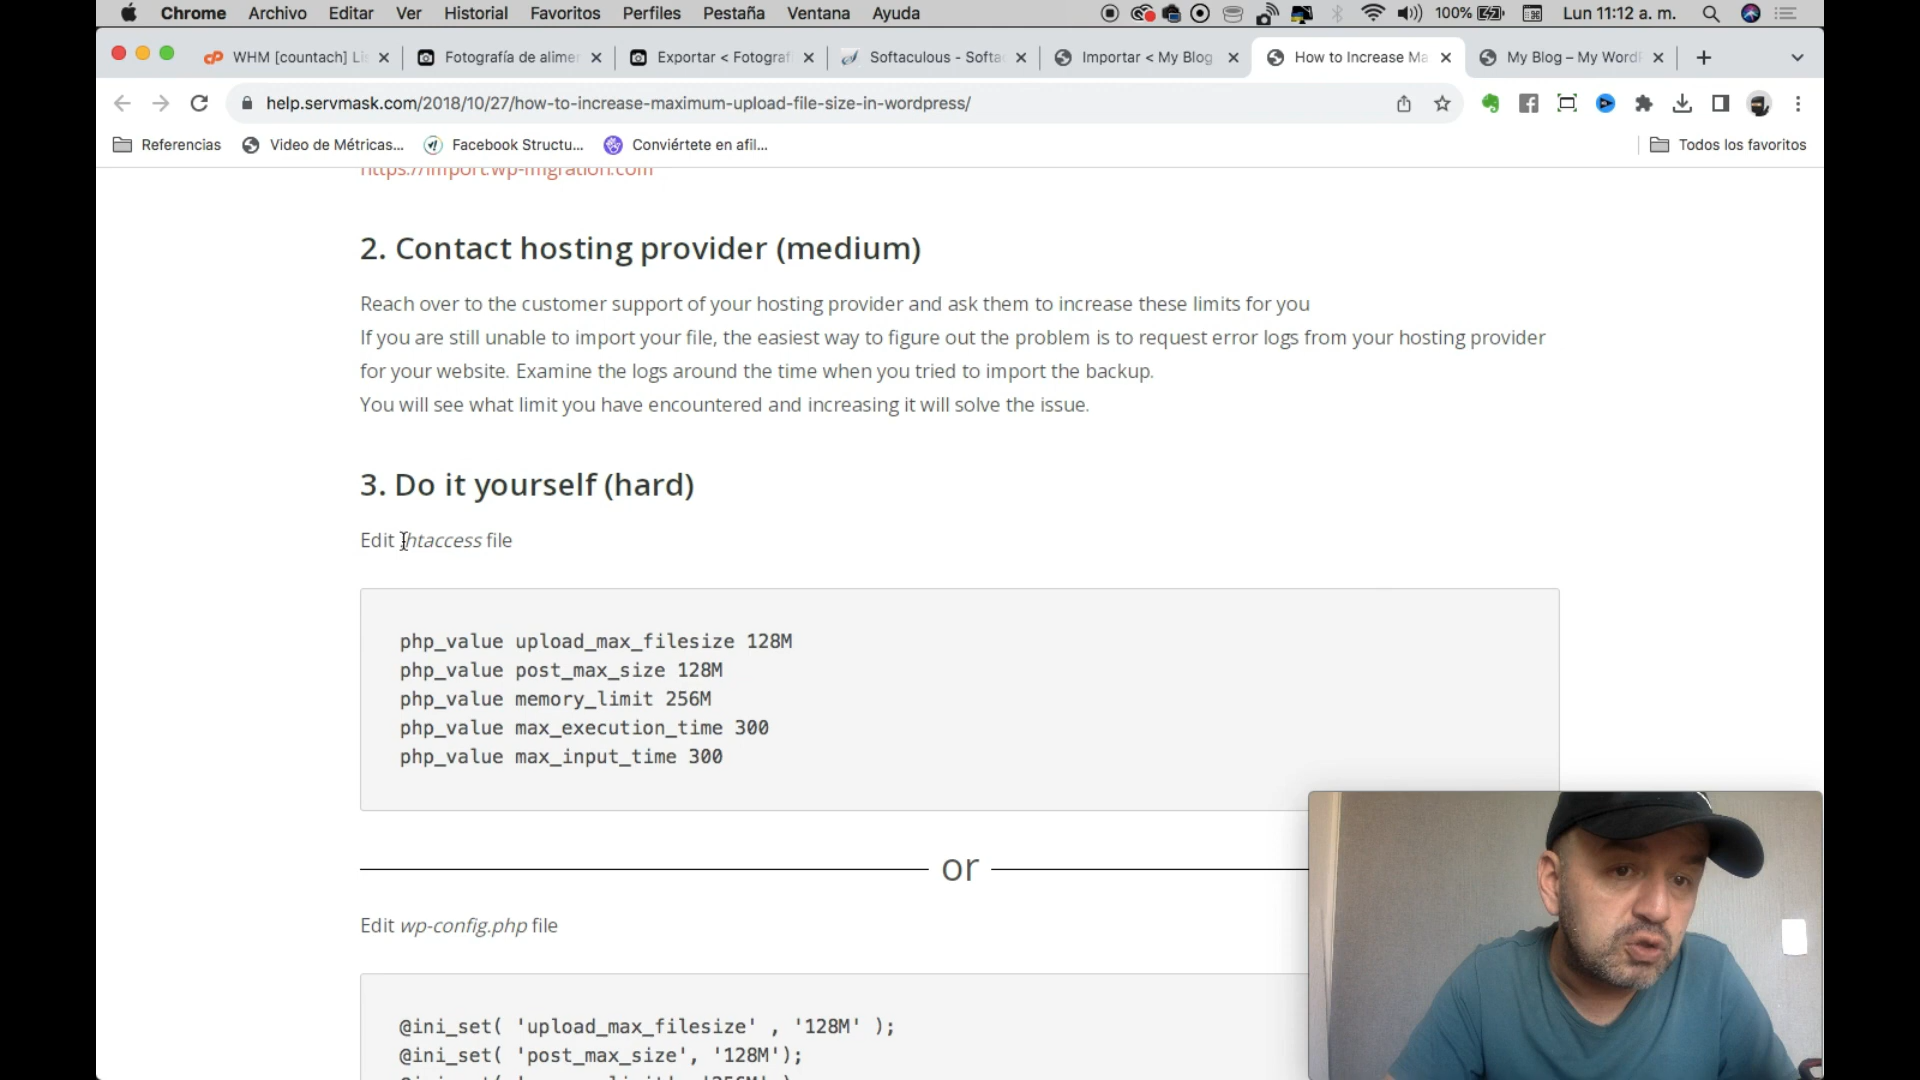 Chrome Archivo Editar Ver Historial Favoritos Perfiles Pestaña Ventana Ayuda 100% Lun 11:12 a. m.
WHM [countach] Li Fotografía de alimer Exportar < Fotograf Softaculous - Softa Importar < My Blog How to Increase Ma My Blog – My Word
help.servmask.com/2018/10/27/how-to-increase-maximum-upload-file-size-in-wordpress/
Referencias Video de Métricas... Facebook Structu... Conviértete en afil... Todos los favoritos
https://import.wp-migration.com
2. Contact hosting provider (medium)
Reach over to the customer support of your hosting provider and ask them to increase these limits for you
If you are still unable to import your file, the easiest way to figure out the problem is to request error logs from your hosting provider
for your website. Examine the logs around the time when you tried to import the backup.
You will see what limit you have encountered and increasing it will solve the issue.
3. Do it yourself (hard)
Edit .htaccess file
php_value upload_max_filesize 128M
php_value post_max_size 128M
php_value memory_limit 256M
php_value max_execution_time 300
php_value max_input_time 300
or
Edit wp-config.php file
@ini_set( 'upload_max_filesize' , '128M' );
@ini_set( 'post_max_size', '128M');